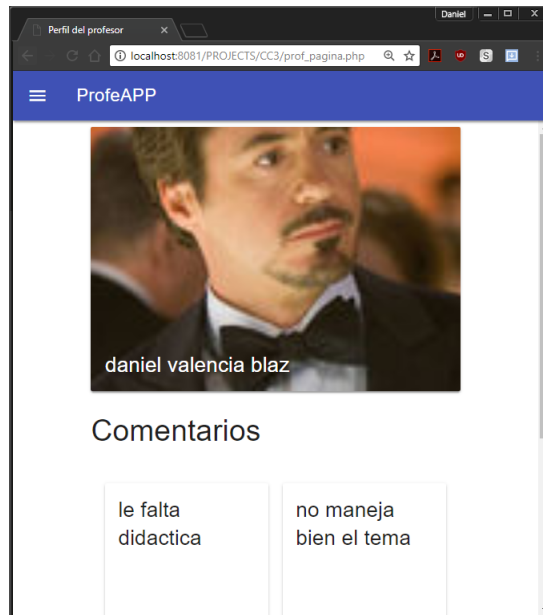 Daniel
Perfil del profesor
localhost:8081/PROJECTS/CC3/prof_pagina.php
ProfeAPP
daniel valencia blaz
Comentarios
le falta
didactica
no maneja
bien el tema